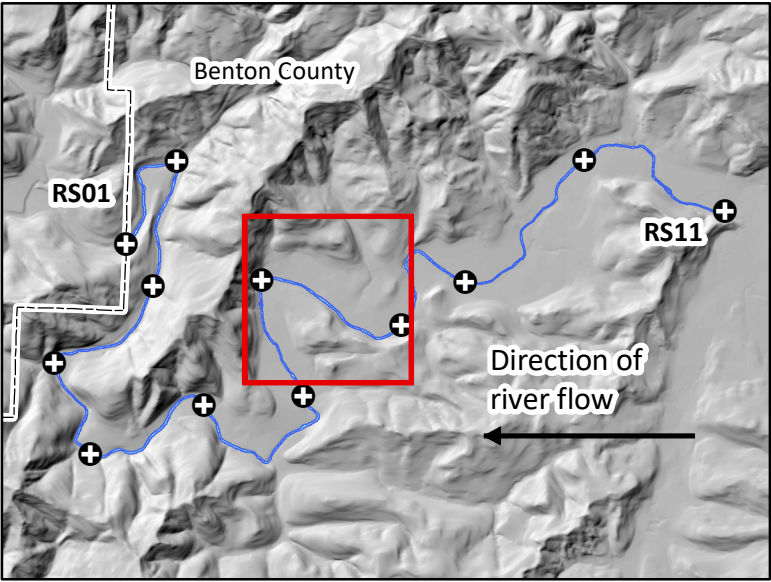 Benton County
RS01
RS11
Direction of
river flow